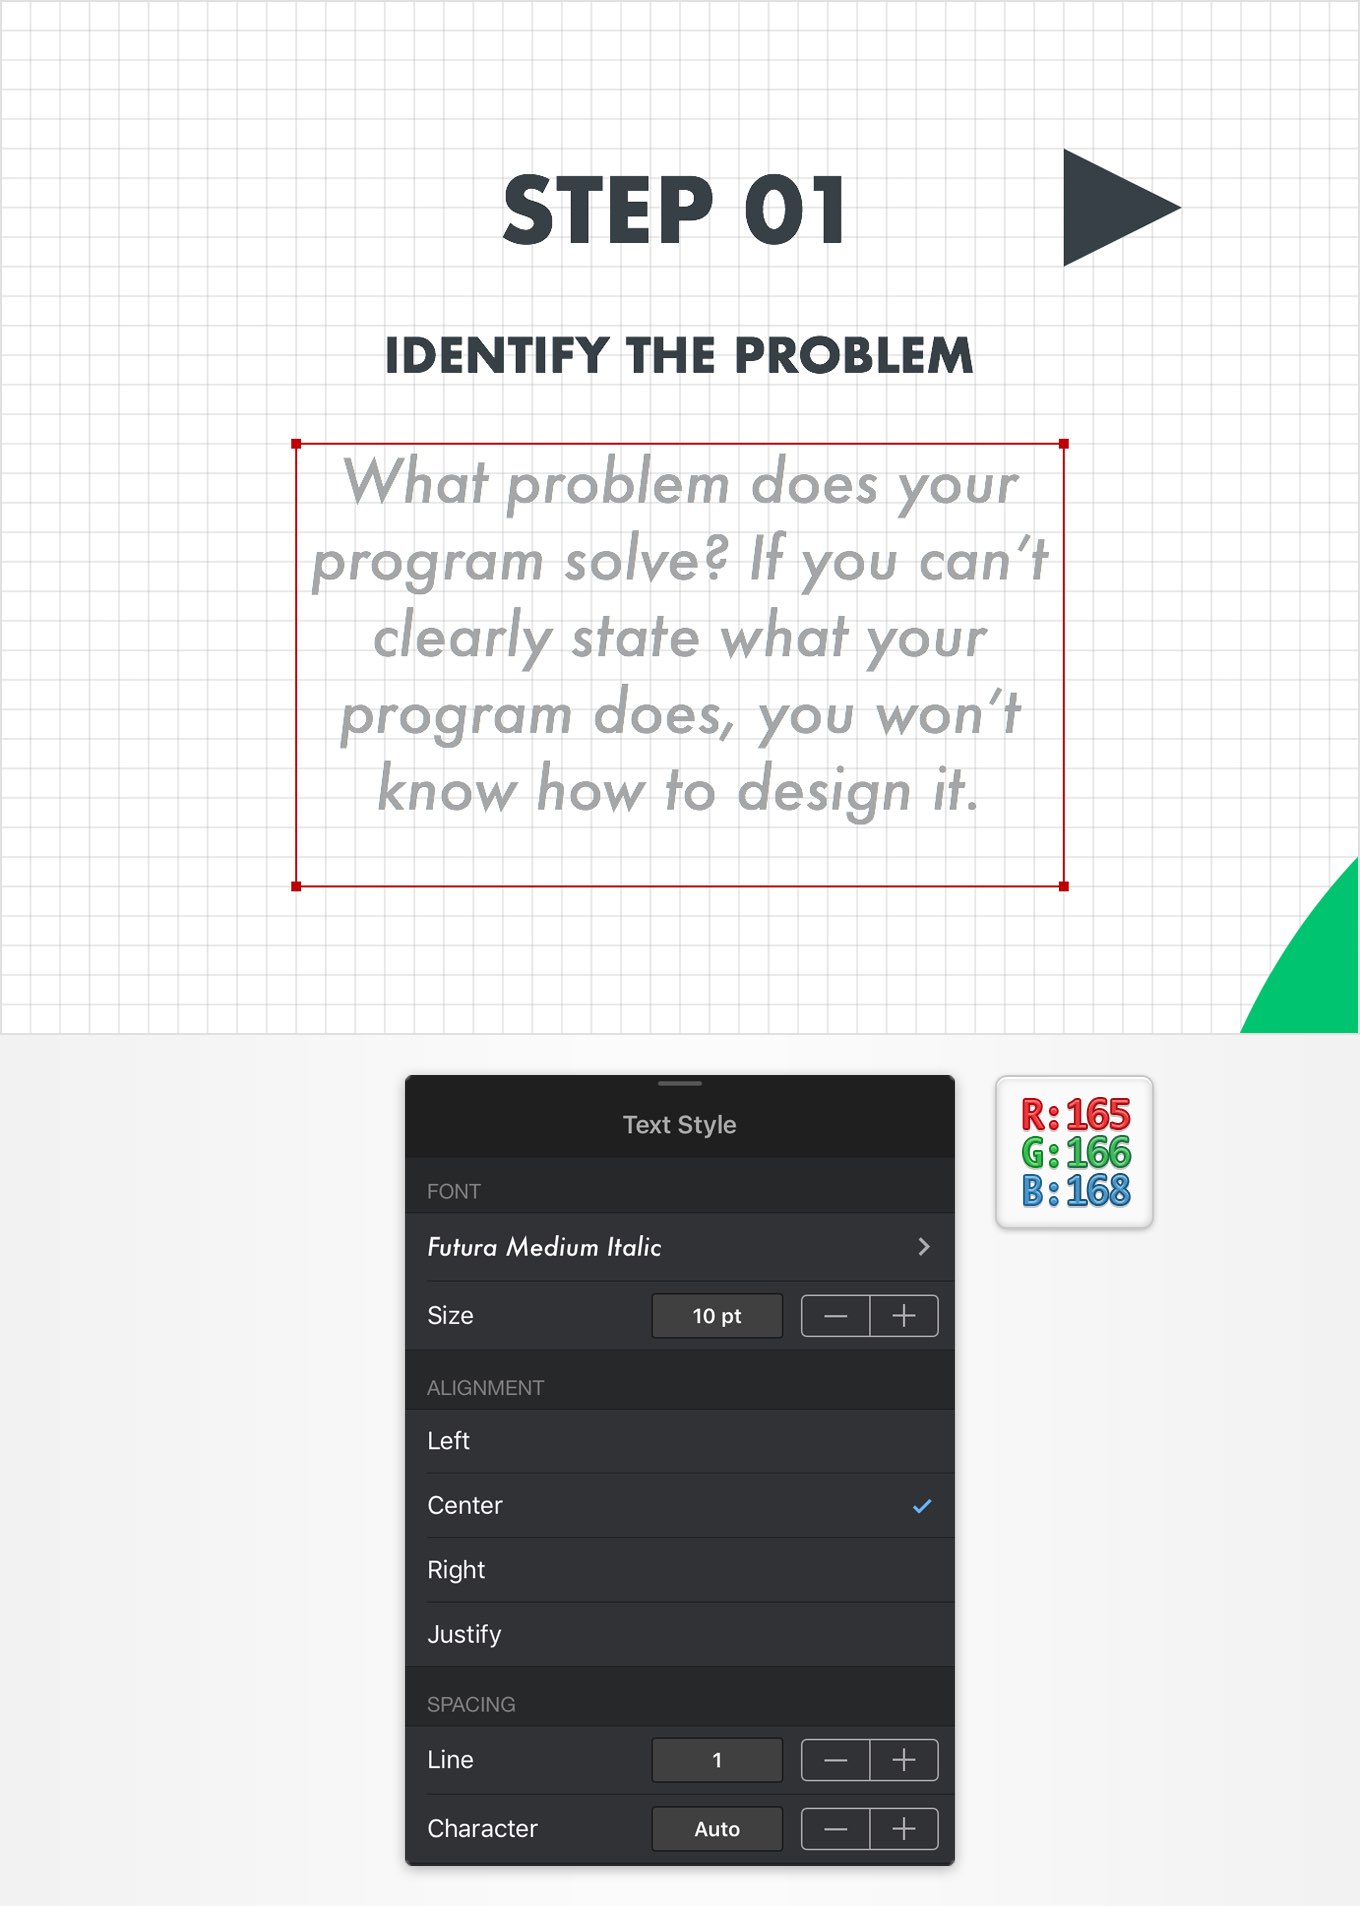 STEP 01
IDENTIFY THE PROBLEM
What problem does your
program solve? If you can’t
clearly state what your
program does, you won’t
know how to design it.
Text Style
R:165
G:166
B:168
FONT
Futura Medium Italic
Size 10 pt
ALIGNMENT
Left
Center
Right
Justify
SPACING
Line 1
Character Auto